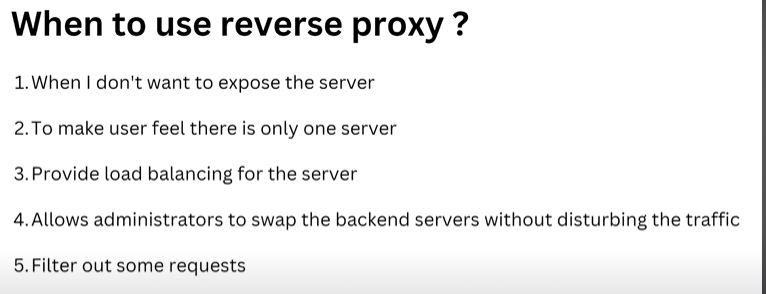 When to use reverse proxy ?
1. When I don't want to expose the server
2. To make user feel there is only one server
3. Provide load balancing for the server
4. Allows administrators to swap the backend servers without disturbing the traffic
5. Filter out some requests